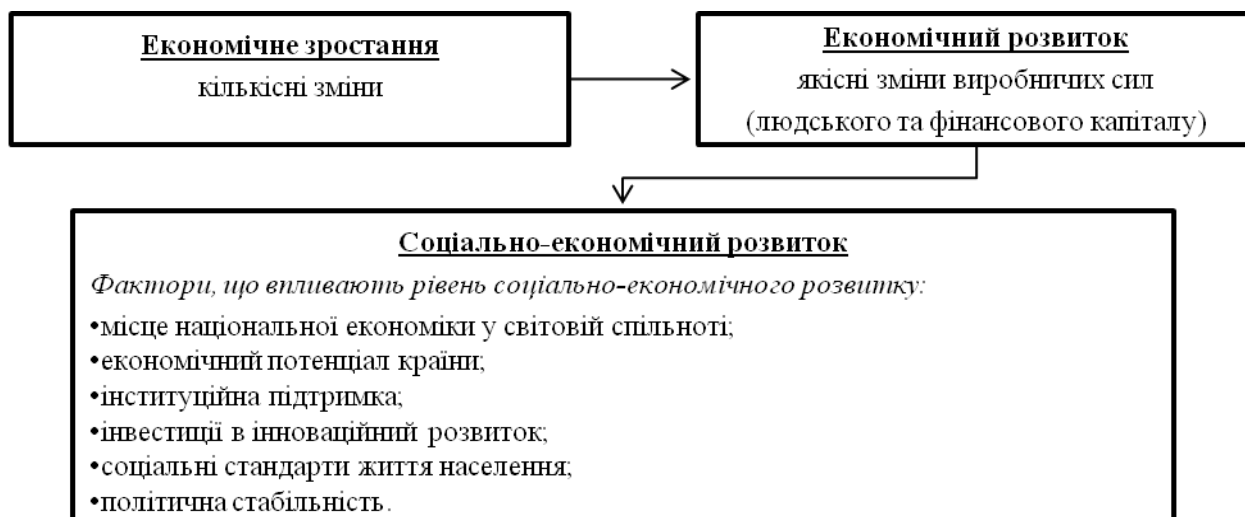 Економічне зростання
кількісні зміни
Економічний розвиток
якісні зміни виробничих сил
(людського та фінансового капіталу)
Соціально-економічний розвиток
Фактори, що впливають рівень соціально-економічного розвитку:
•місце національної економіки у світовій спільноті;
•економічний потенціал країни;
•інституційна підтримка;
•інвестиції в інноваційний розвиток;
•соціальні стандарти життя населення;
•політична стабільність.